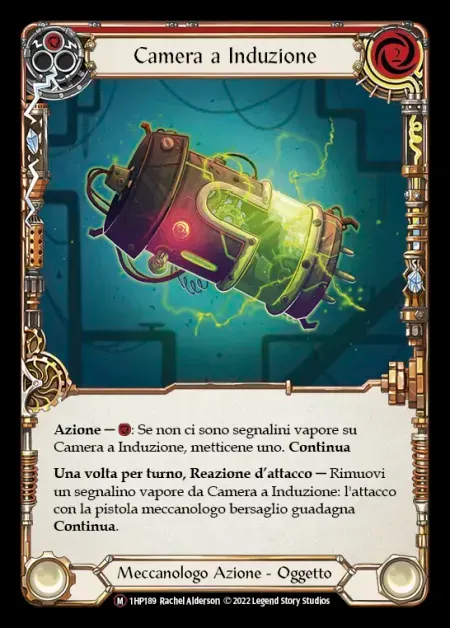 Camera a Induzione
2
Azione — : Se non ci sono segnalini vapore su
Camera a Induzione, metticene uno. Continua
Una volta per turno, Reazione d'attacco — Rimuovi
un segnalino vapore da Camera a Induzione: l'attacco
con la pistola meccanologo bersaglio guadagna
Continua.
Meccanologo Azione - Oggetto
M 1HP189 Rachel Alderson © 2022 Legend Story Studios